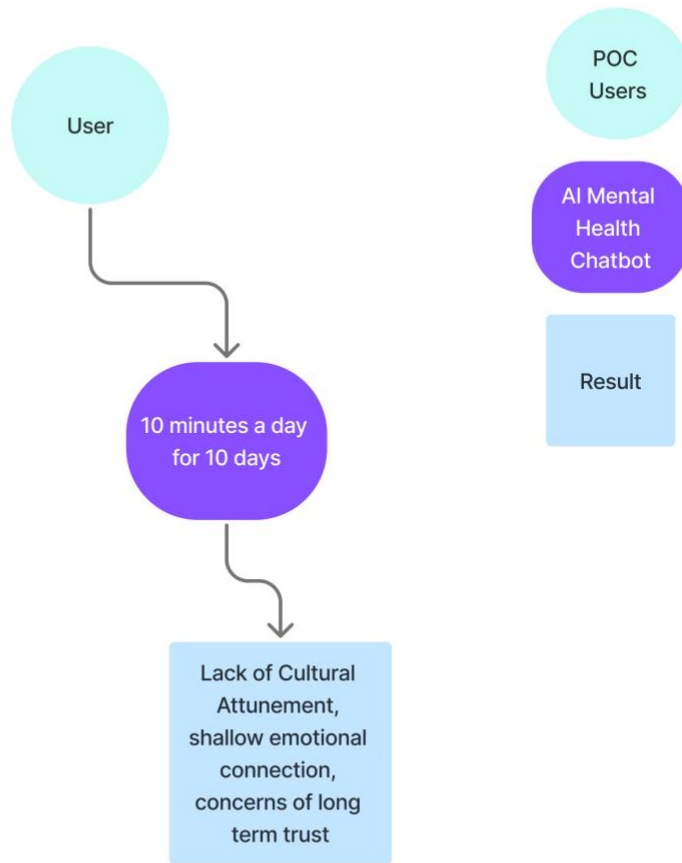 User
POC
Users
AI Mental
Health
Chatbot
Result
10 minutes a day
for 10 days
Lack of Cultural
Attunement,
shallow emotional
connection,
concerns of long
term trust